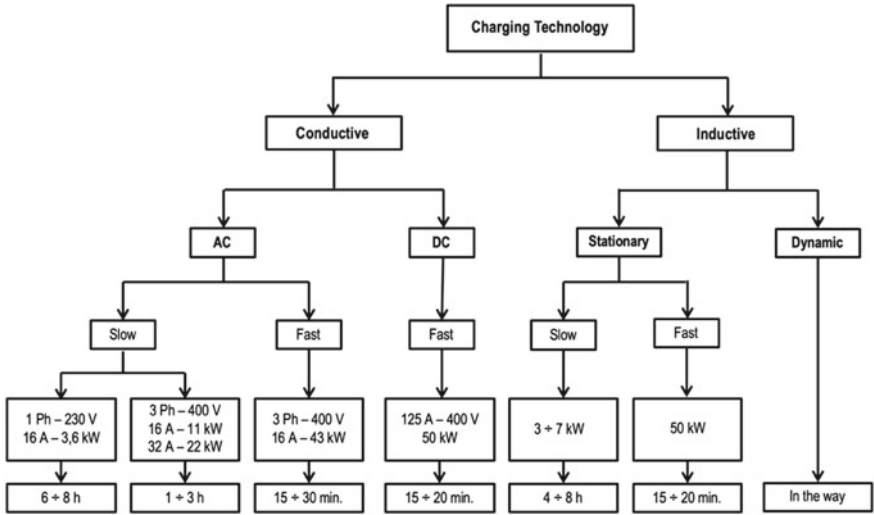 Charging Technology
Conductive
Inductive
AC
DC
Stationary
Dynamic
Slow
Fast
Fast
Slow
Fast
1 Ph – 230 V
16 A – 3,6 kW
3 Ph – 400 V
16 A – 11 kW
32 A – 22 kW
3 Ph – 400 V
16 A – 43 kW
125 A – 400 V
50 kW
3 ÷ 7 kW
50 kW
6 ÷ 8 h
1 ÷ 3 h
15 ÷ 30 min.
15 ÷ 20 min.
4 ÷ 8 h
15 ÷ 20 min.
In the way